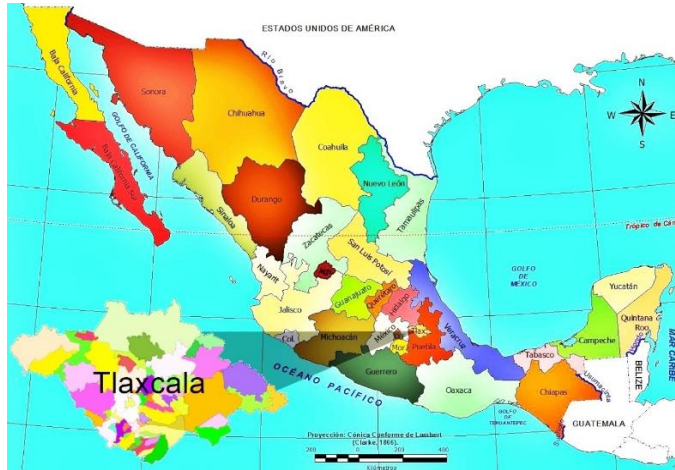 ESTADOS UNIDOS DE AMÉRICA
Río Bravo
Baja California
Sonora
Chihuahua
GOLFO DE CALIFORNIA
Coahuila
N
W
E
S
Baja California Sur
Nuevo León
Durango
Sinaloa
Tamaulipas
Zacatecas
San Luis Potosí
Nayarit
GOLFO
DE
MÉXICO
Yucatán
Jalisco
Guanajuato
Querétaro
Hidalgo
Quintana
Roo
Campeche
MAR CARIBE
Col.
Michoacán
México
Tlax.
Mor.
Puebla
Veracruz
Tabasco
BELIZE
Tlaxcala
OCÉANO PACÍFICO
Guerrero
Oaxaca
Chiapas
Usumacinta
GUATEMALA
GOLFO
DE
TEHUANTEPEC
Proyección: Cónica Conforme de Lambert
(Clarke, 1866).
200
0
200
400
Kilómetros